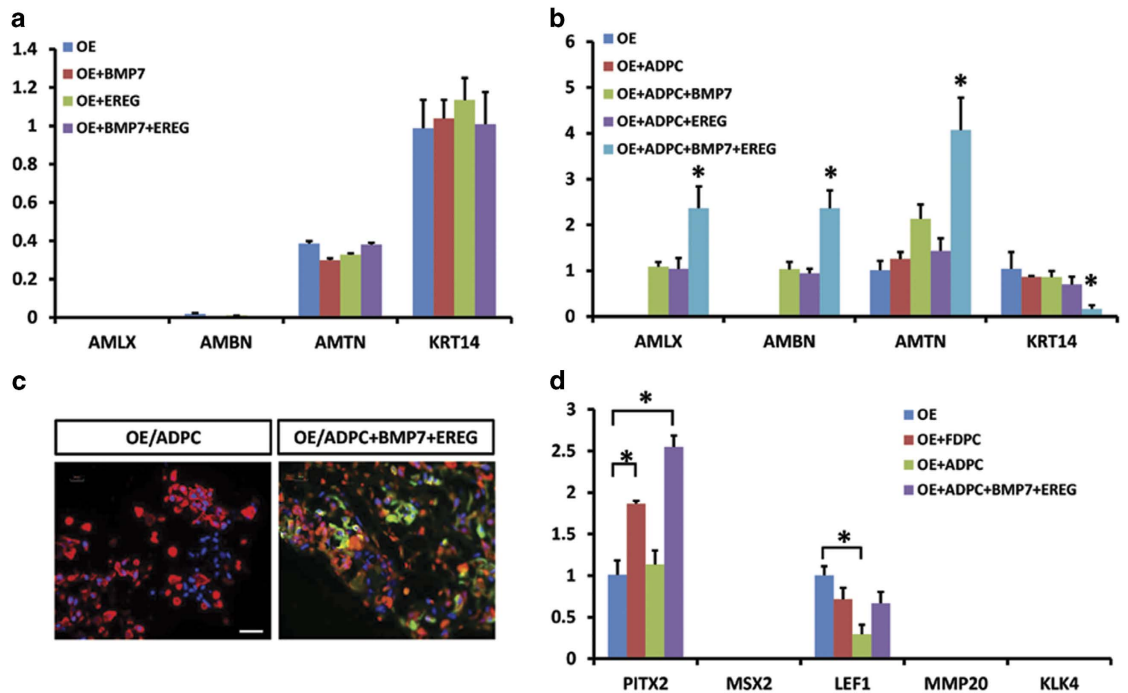 a
1.4
1.2
1
0.8
0.6
0.4
0.2
0
OE
OE+BMP7
OE+EREG
OE+BMP7+EREG
AMLX
AMBN
AMTN
KRT14
b
6
5
4
3
2
1
0
OE
OE+ADPC
OE+ADPC+BMP7
OE+ADPC+EREG
OE+ADPC+BMP7+EREG
*
*
*
*
AMLX
AMBN
AMTN
KRT14
c
OE/ADPC
OE/ADPC+BMP7+EREG
d
3
2.5
2
1.5
1
0.5
0
OE
OE+FDPC
OE+ADPC
OE+ADPC+BMP7+EREG
*
*
*
PITX2
MSX2
LEF1
MMP20
KLK4